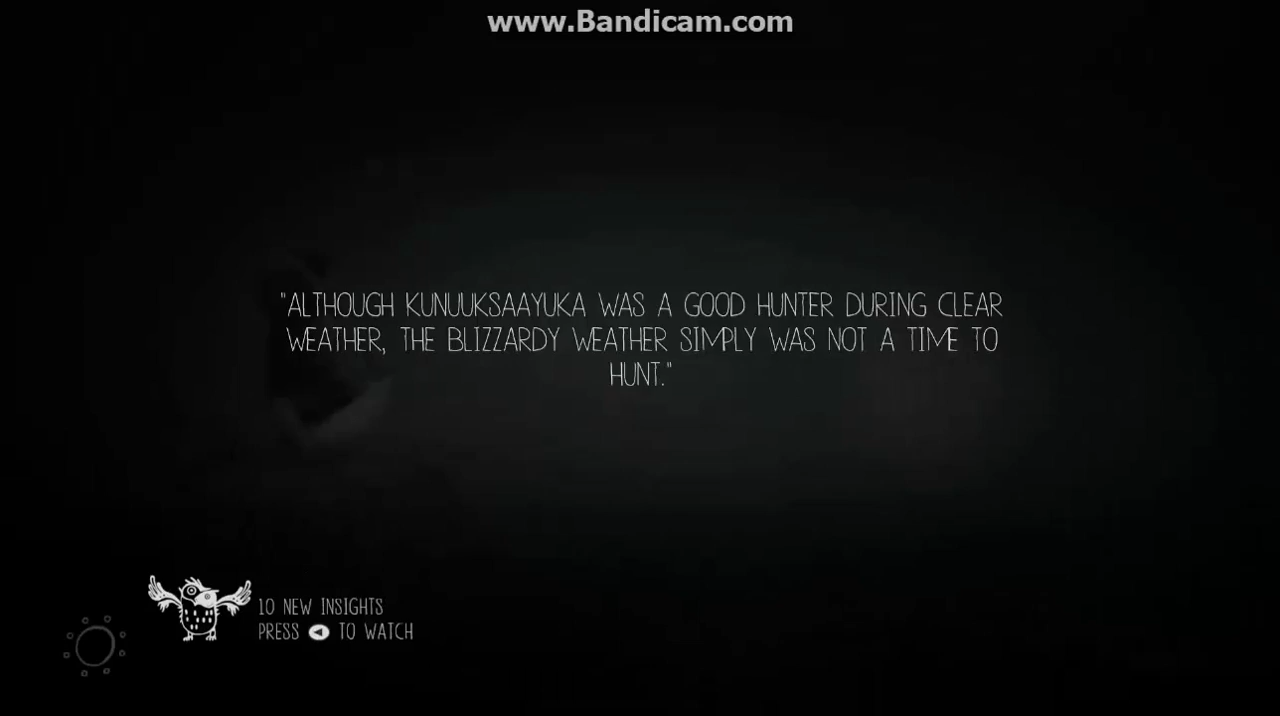 www.Bandicam.com
"ALTHOUGH KUNUUKSAAYUKA WAS A GOOD HUNTER DURING CLEAR
WEATHER, THE BLIZZARDY WEATHER SIMPLY WAS NOT A TIME TO
HUNT."
10 NEW INSIGHTS
PRESS TO WATCH